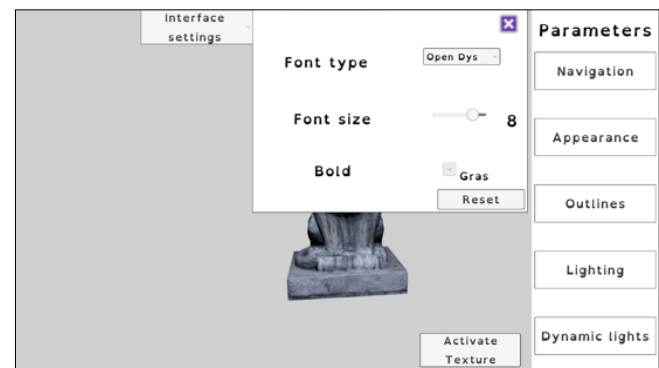 Interface
settings
Font type
Open Dys
Font size
8
Bold
Gras
Reset
Activate
Texture
Parameters
Navigation
Appearance
Outlines
Lighting
Dynamic lights